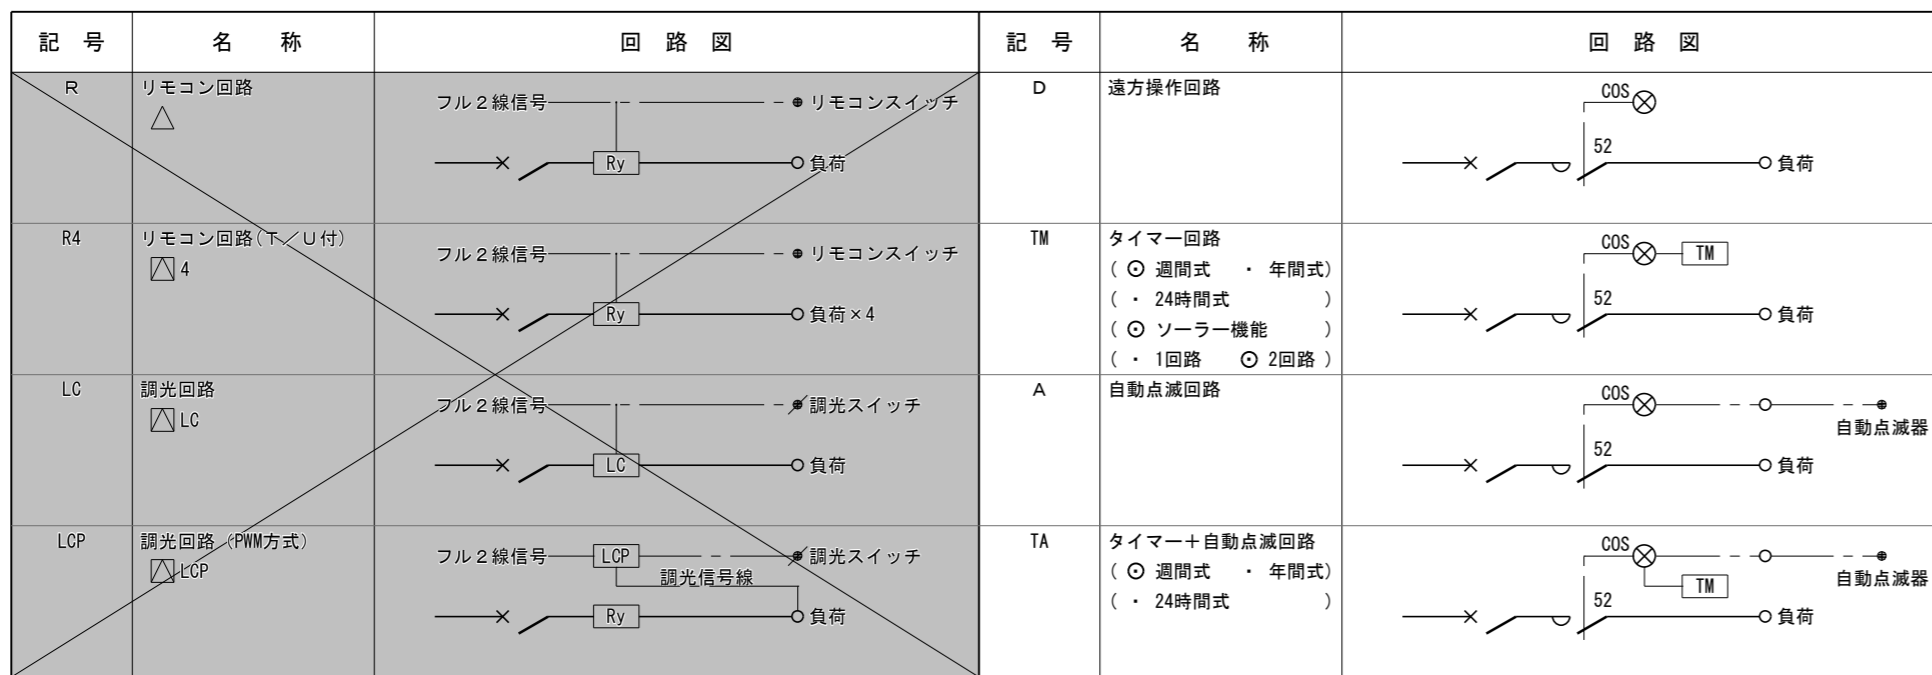 記 号
名 称
回 路 図
記 号
名 称
回 路 図
R
リモコン回路
フル2線信号
リモコンスイッチ
Ry
負荷
D
遠方操作回路
COS
52
負荷
R4
リモコン回路(T/U付)
4
フル2線信号
リモコンスイッチ
Ry
負荷×4
TM
タイマー回路
( ⊙ 週間式 ・ 年間式)
( ・ 24時間式 )
( ⊙ ソーラー機能 )
( ・ 1回路 ⊙ 2回路 )
COS
TM
52
負荷
LC
調光回路
LC
フル2線信号
調光スイッチ
LC
負荷
A
自動点滅回路
COS
自動点滅器
52
負荷
LCP
調光回路 (PWM方式)
LCP
フル2線信号
LCP
調光スイッチ
調光信号線
Ry
負荷
TA
タイマー+自動点滅回路
( ⊙ 週間式 ・ 年間式)
( ・ 24時間式 )
COS
自動点滅器
TM
52
負荷